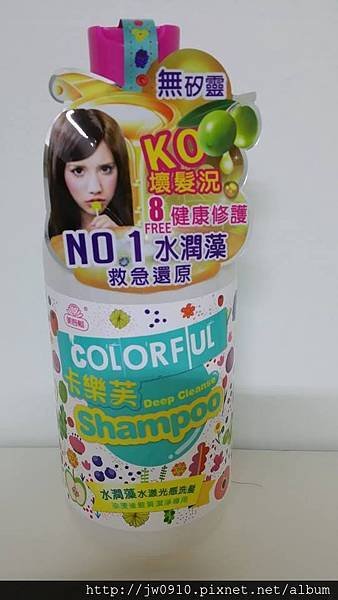 無矽靈
KO
壞髮況
8 健康修護
FREE
NO 1 水潤藻
救急還原
COLORFUL
卡樂芙
Deep Cleanse
Shampoo
水潤藻水激光感洗髮
http://jw0910.pixnet.net/album